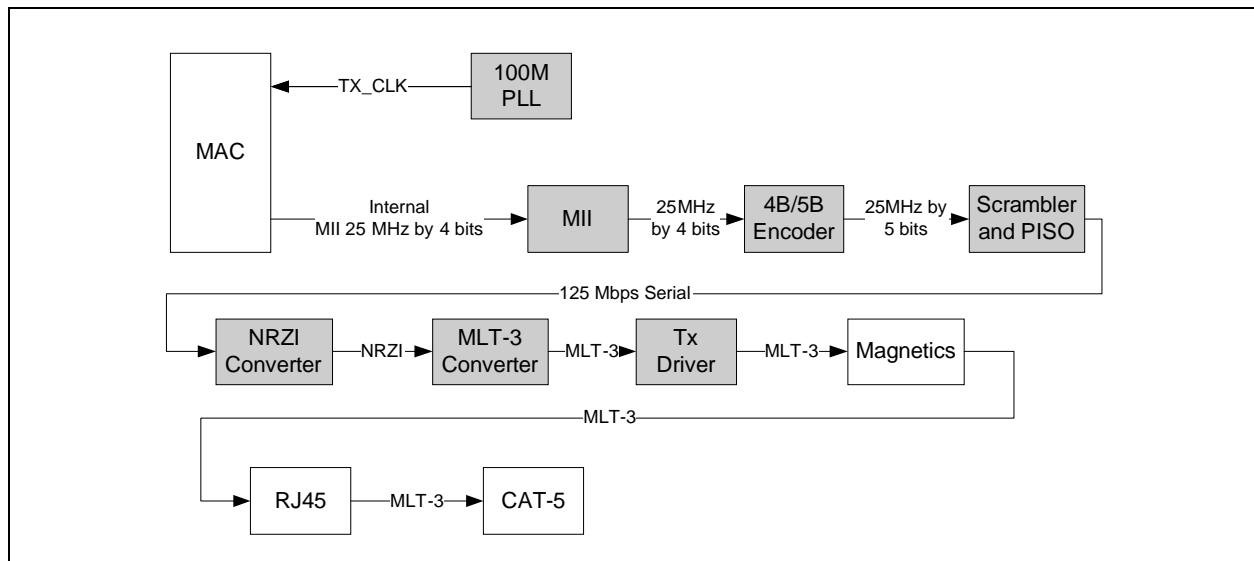 100M
PLL
TX_CLK
MAC
Internal
MII 25 MHz by 4 bits
MII
25MHz
by 4 bits
4B/5B
Encoder
25MHz by
5 bits
Scrambler
and PISO
125 Mbps Serial
NRZI
Converter
NRZI
MLT-3
Converter
MLT-3
Tx
Driver
MLT-3
Magnetics
MLT-3
RJ45
MLT-3
CAT-5